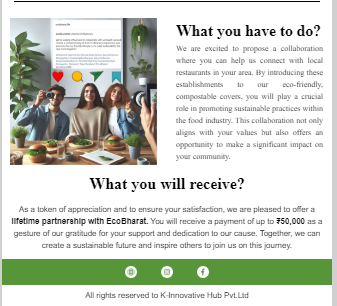 What you have to do?
We are excited to propose a collaboration
where you can help us connect with local
restaurants in your area. By introducing these
establishments to our eco-friendly,
compostable covers, you will play a crucial
role in promoting sustainable practices within
the food industry. This collaboration not only
aligns with your values but also offers an
opportunity to make a significant impact on
your community.
What you will receive?
As a token of appreciation and to ensure your satisfaction, we are pleased to offer a
lifetime partnership with EcoBharat. You will receive a payment of up to ₹50,000 as a
gesture of our gratitude for your support and dedication to our cause. Together, we can
create a sustainable future and inspire others to join us on this journey.
All rights reserved to K-Innovative Hub Pvt.Ltd